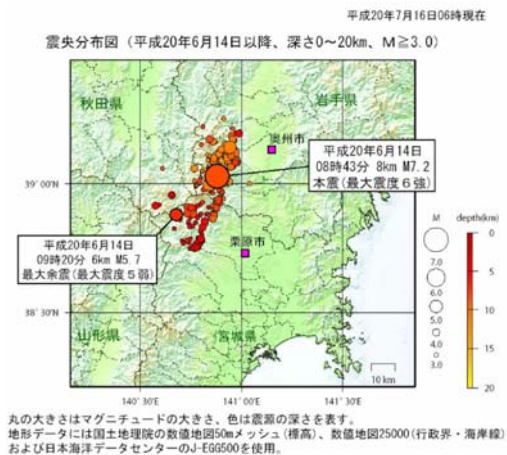 平成20年7月16日06時現在
震央分布図（平成20年6月14日以降、深さ0～20km、M≧3.0）
秋田県
岩手県
奥州市
平成20年6月14日
08時43分 8km M7.2
本震(最大震度6強)
39°00'N
平成20年6月14日
09時20分 6km M5.7
最大余震(最大震度5弱)
栗原市
38°30'N
山形県
宮城県
10 km
140°30'E
141°00'E
141°30'E
M
7.0
6.0
5.0
4.0
3.0
depth(km)
0
5
10
15
20
丸の大きさはマグニチュードの大きさ、色は震源の深さを表す。
地形データには国土地理院の数値地図50mメッシュ(標高)、数値地図25000(行政界・海岸線)
および日本海洋データセンターのJ-EGG500を使用。